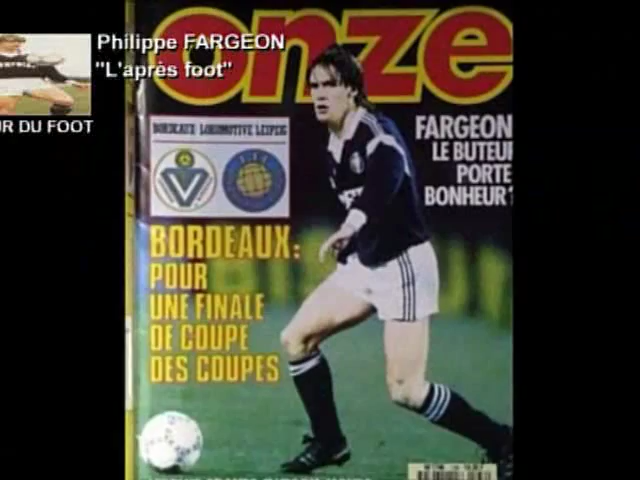 Philippe FARGEON
"L'après foot"
UR DU FOOT
onze
BORDEAUX LOKOMOTIVE LEIPZIG
FARGEON
LE BUTEUR
PORTE
BONHEUR?
BORDEAUX:
POUR
UNE FINALE
DE COUPE
DES COUPES